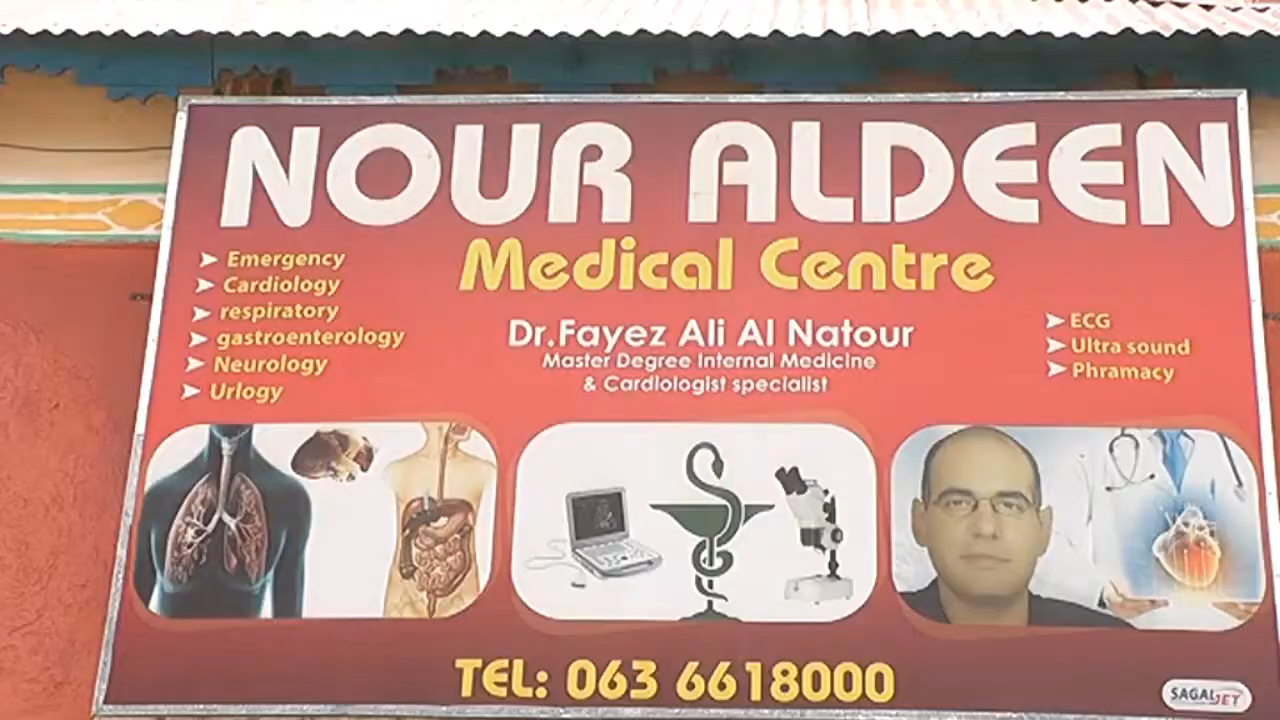 NOUR ALDEEN
Medical Centre
Emergency
Cardiology
respiratory
gastroenterology
Neurology
Urlogy
Dr.Fayez Ali Al Natour
Master Degree Internal Medicine
& Cardiologist specialist
ECG
Ultra sound
Phramacy
TEL: 063 6618000
SAGALJET